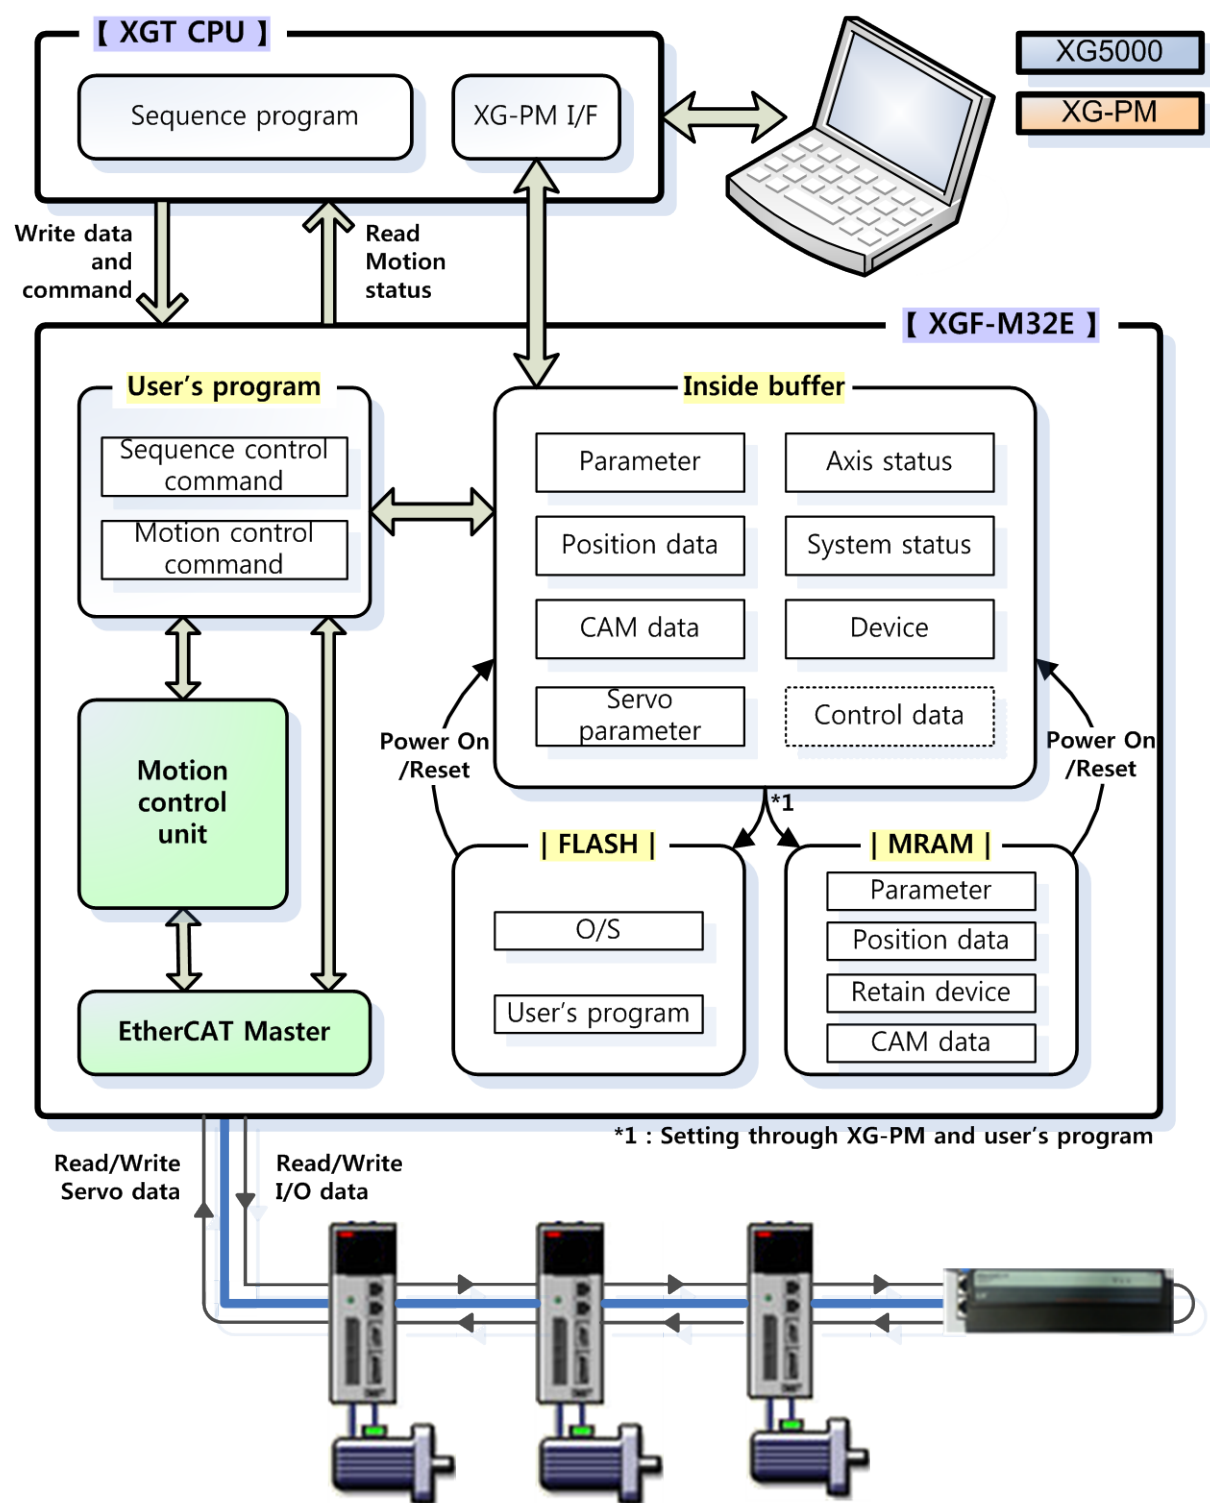 【 XGT CPU 】
XG5000
XG-PM
Sequence program
XG-PM I/F
Write data
and
command
Read
Motion
status
【 XGF-M32E 】
User's program
Sequence control
command
Motion control
command
Inside buffer
Parameter
Axis status
Position data
System status
CAM data
Device
Servo
parameter
Control data
Power On
/Reset
Power On
/Reset
*1
Motion
control
unit
EtherCAT Master
| FLASH |
O/S
User's program
| MRAM |
Parameter
Position data
Retain device
CAM data
*1 : Setting through XG-PM and user's program
Read/Write
Servo data
Read/Write
I/O data